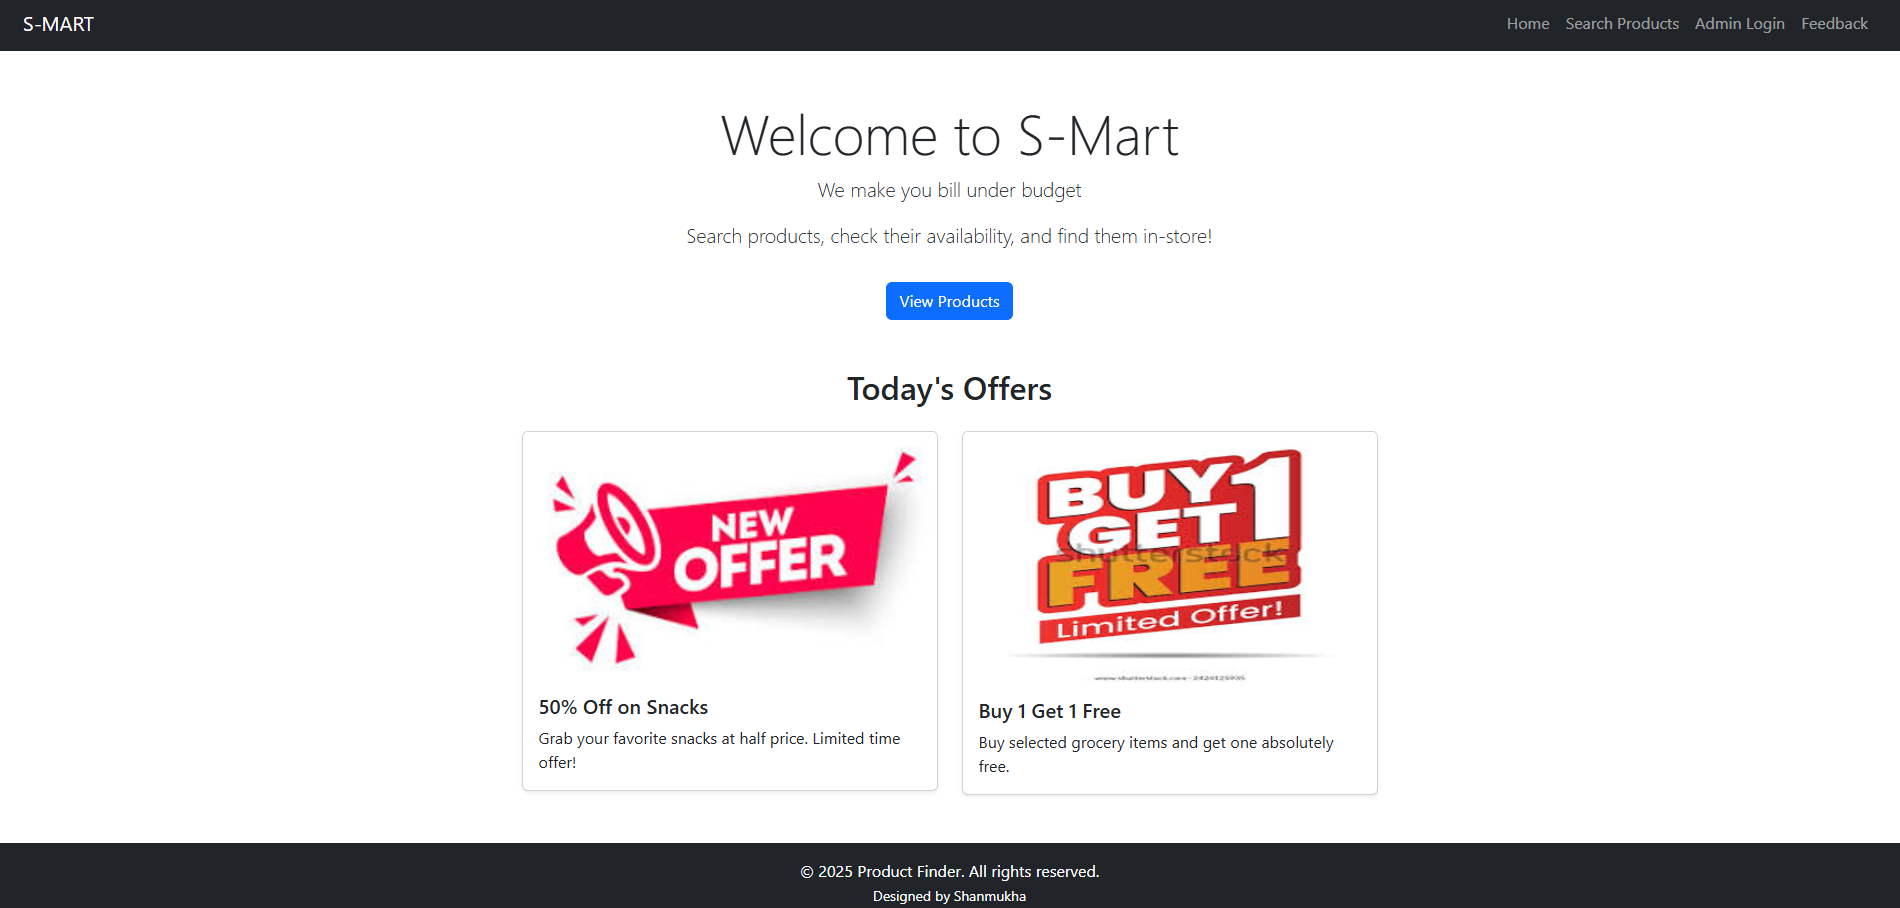 S-MART
Home Search Products Admin Login Feedback
Welcome to S-Mart
We make you bill under budget
Search products, check their availability, and find them in-store!
View Products
Today's Offers
NEW
OFFER
BUY 1
GET
FREE
shutterstock
Limited Offer!
www.shutterstock.com · 2424125935
50% Off on Snacks
Grab your favorite snacks at half price. Limited time
offer!
Buy 1 Get 1 Free
Buy selected grocery items and get one absolutely
free.
© 2025 Product Finder. All rights reserved.
Designed by Shanmukha